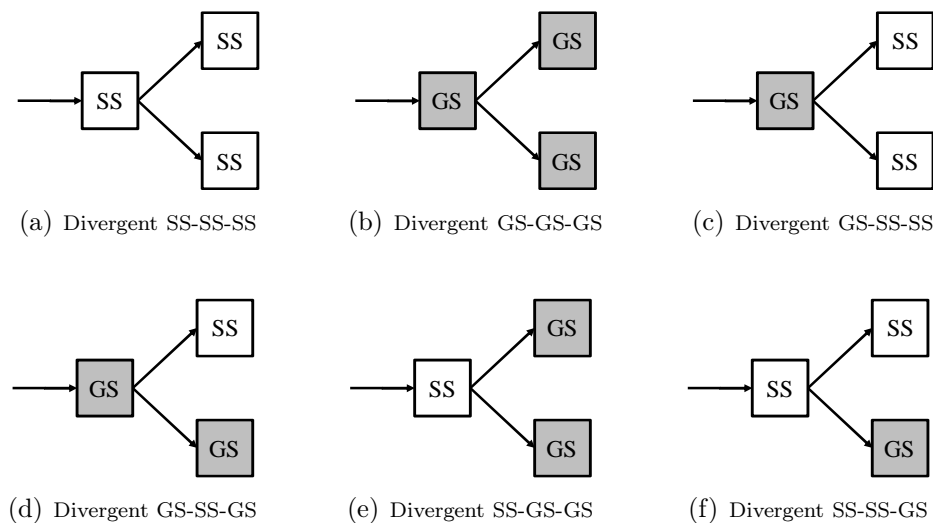 SS GS SS
SS GS GS
SS GS SS
(a) Divergent SS-SS-SS (b) Divergent GS-GS-GS (c) Divergent GS-SS-SS
SS GS SS
GS SS SS
GS GS GS
(d) Divergent GS-SS-GS (e) Divergent SS-GS-GS (f) Divergent SS-SS-GS